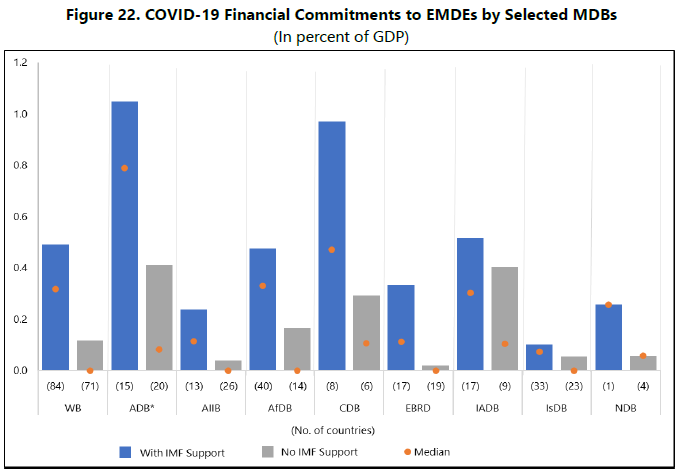 Figure 22. COVID-19 Financial Commitments to EMDEs by Selected MDBs
(In percent of GDP)
1.2
1.0
0.8
0.6
0.4
0.2
0.0
(84) (71) (15) (20) (13) (26) (40) (14) (8) (6) (17) (19) (17) (9) (33) (23) (1) (4)
WB ADB* AIIB AfDB CDB EBRD IADB IsDB NDB
(No. of countries)
With IMF Support No IMF Support Median